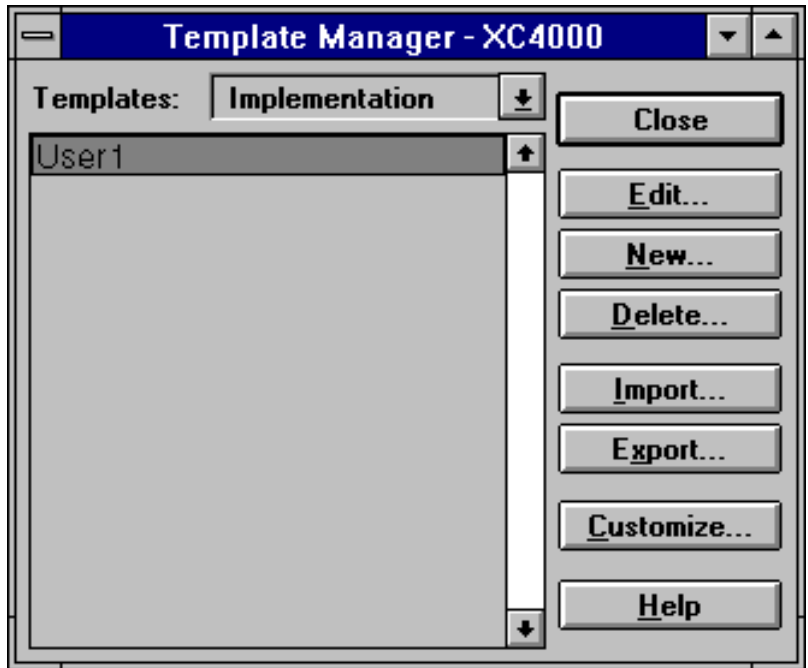 Template Manager - XC4000
Templates: Implementation
User1
Close
Edit...
New...
Delete...
Import...
Export...
Customize...
Help